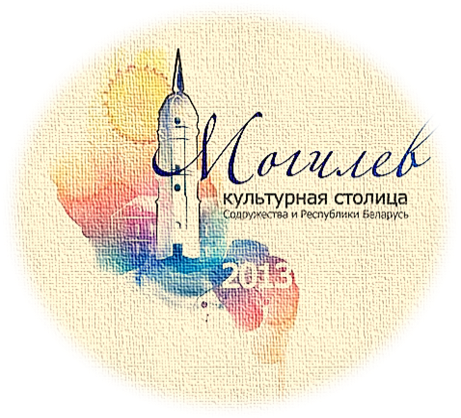 Могилев
культурная столица
Содружества и Республики Беларусь
2013